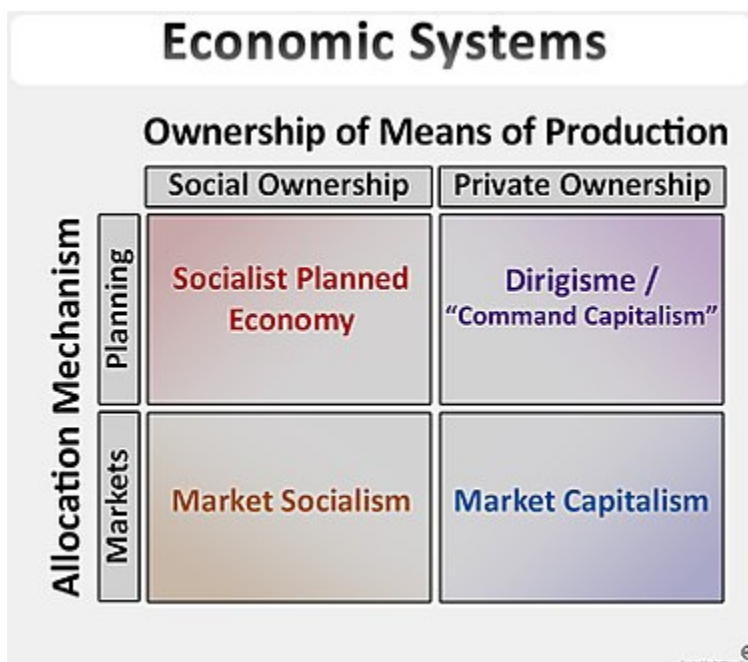 Economic Systems
Ownership of Means of Production
Social Ownership
Private Ownership
Allocation Mechanism
Planning
Socialist Planned
Economy
Dirigisme /
“Command Capitalism”
Markets
Market Socialism
Market Capitalism